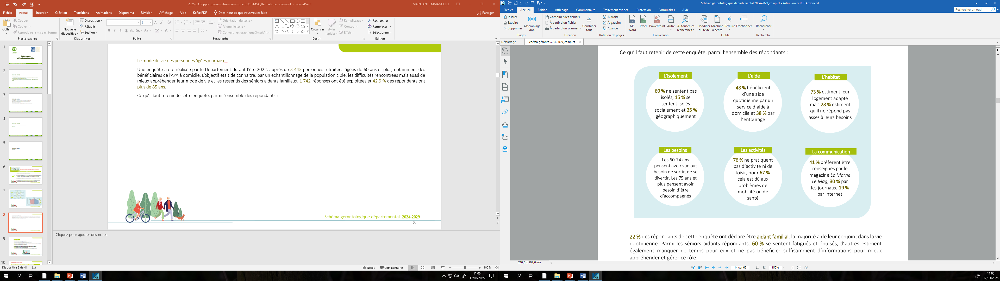 2025-03.Support présentation commune CD51-MSA_thematique isolement - PowerPoint
MAINSANT EMMANUELLE
Fichier Accueil Insertion Création Transitions Animations Diaporama Révision Affichage Aide Kofax PDF Dites-nous ce que vous voulez faire
Partager
Coller
Couper
Copier
Reproduire la mise en forme
Presse-papiers
Nouvelle diapositive
Disposition
Rétablir
Section
Diapositives
8+
G I S S abc AV Aa A
Police
Orientation du texte
Aligner le texte
Convertir en graphique SmartArt
Paragraphe
Organiser
Styles rapides
Remplissage
Contour
Effets
Dessin
Rechercher
Remplacer
Sélectionner
Édition
1
2
3
4
5
6
7
8
9
10
Le mode de vie des personnes âgées marnaises
Une enquête a été réalisée par le Département durant l’été 2022, auprès de 3 443 personnes retraitées âgées de 60 ans et plus, notamment des
bénéficiaires de l’APA à domicile. L’objectif était de connaître, par un échantillonnage de la population cible, les difficultés rencontrées mais aussi de
mieux appréhender leur mode de vie et les ressentis des séniors aidants familiaux. 1 742 réponses ont été exploitées et 42,9 % des répondants ont
plus de 85 ans.
Ce qu’il faut retenir de cette enquête, parmi l’ensemble des répondants :
Schéma gérontologique départemental 2024-2029
8
Cliquez pour ajouter des notes
Diapositive 8 de 41
Notes
Commentaires
100 %
11:06
17/03/2025
Schéma gérontologique départemental 2024-2029_complet - Kofax Power PDF Advanced
Fichier Accueil Édition Affichage Commentaire Traitement avancé Protection Formulaires Aide
Rechercher un outil
Insérer
Extraire
Supprimer
Assemblage doc.
Pages
Combiner des fichiers
À partir d'un fichier
À partir d'un scanner
Combiner tout
Création
À droite
À gauche
Avancé
Rotation de pages
MS Word
Excel
PowerPoint
Autre
Autoriser les recherches
Conversion
Modifier du texte
Machine à écrire
Réduire
Fractionner
Outils
Rechercher
Recherche
Démarrage
Schéma gérontol...24-2029_complet
Ce qu’il faut retenir de cette enquête, parmi l’ensemble des répondants :
L’isolement
60 % ne sentent pas
isolés, 15 % se
sentent isolés
socialement et 25 %
géographiquement
L’aide
48 % bénéficient
d’une aide
quotidienne par un
service d’aide à
domicile et 38 % par
l’entourage
L’habitat
73 % estiment leur
logement adapté
mais 28 % estiment
qu’il ne répond pas
assez à leurs besoins
Les besoins
Les 60-74 ans
pensent avoir surtout
besoin de sortir, de se
divertir. Les 75 ans et
plus pensent avoir
besoin d’être
d’accompagnés
Les activités
76 % ne pratiquent
pas d’activité ni de
loisir, pour 67 %
cela est dû aux
problèmes de
mobilité ou de
santé
La communication
41 % préfèrent être
renseignés par le
magazine La Marne
Le Mag, 30 % par
les journaux, 19 %
par internet
22 % des répondants de cette enquête ont déclaré être aidant familial, la majorité aide leur conjoint dans la vie
quotidienne. Parmi les séniors aidants répondants, 60 % se sentent fatigués et épuisés, d’autres estiment
également manquer de temps pour eux et ne pas bénéficier suffisamment d’informations pour mieux
appréhender et gérer ce rôle.
210,0 x 297,0 mm
14 sur 62
150%
11:06
17/03/2025